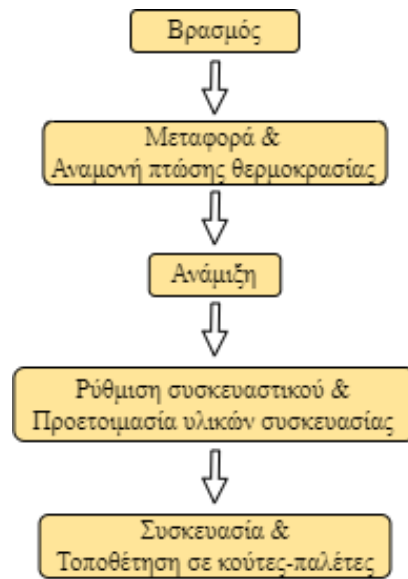 Βρασμός
Μεταφορά &
Αναμονή πτώσης θερμοκρασίας
Ανάμιξη
Ρύθμιση συσκευαστικού &
Προετοιμασία υλικών συσκευασίας
Συσκευασία &
Τοποθέτηση σε κούτες-παλέτες